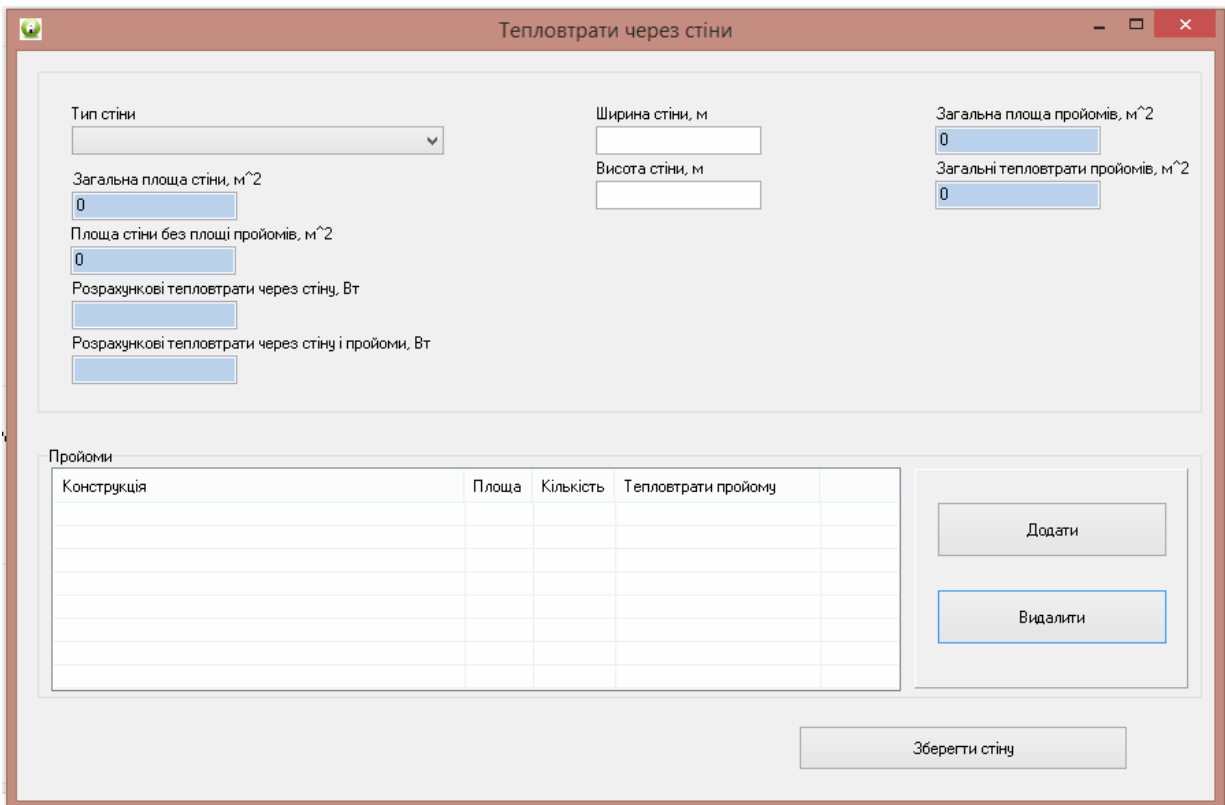 Тепловтрати через стіни
Тип стіни
Ширина стіни, м
Загальна площа пройомів, м^2
0
Висота стіни, м
Загальні тепловтрати пройомів, м^2
0
Загальна площа стіни, м^2
0
Площа стіни без площі пройомів, м^2
0
Розрахункові тепловтрати через стіну, Вт
Розрахункові тепловтрати через стіну і пройоми, Вт
Пройоми
Конструкція Площа Кількість Тепловтрати пройому
Додати
Видалити
Зберегти стіну